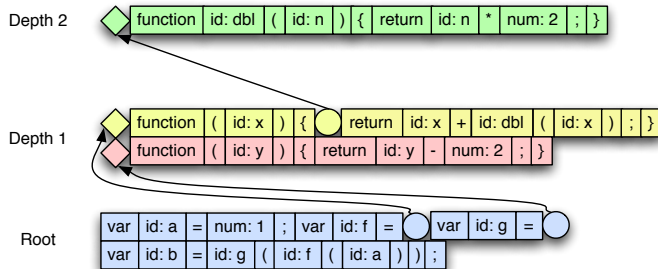 Depth 2 function id: dbl ( id: n ) { return id: n * num: 2 ; }
Depth 1
function ( id: x ) { return id: x + id: dbl ( id: x ) ; }
function ( id: y ) { return id: y - num: 2 ; }
Root
var id: a = num: 1 ; var id: f = var id: g =
var id: b = id: g ( id: f ( id: a ) ) ;